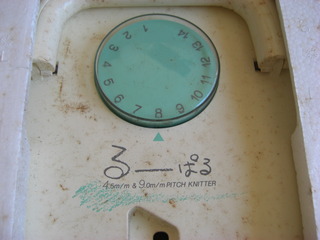 1 2 3 4 5 6 7 8 9 10 11 12 13 14
る——ぱる
4.5m/m & 9.0m/m PITCH KNITTER